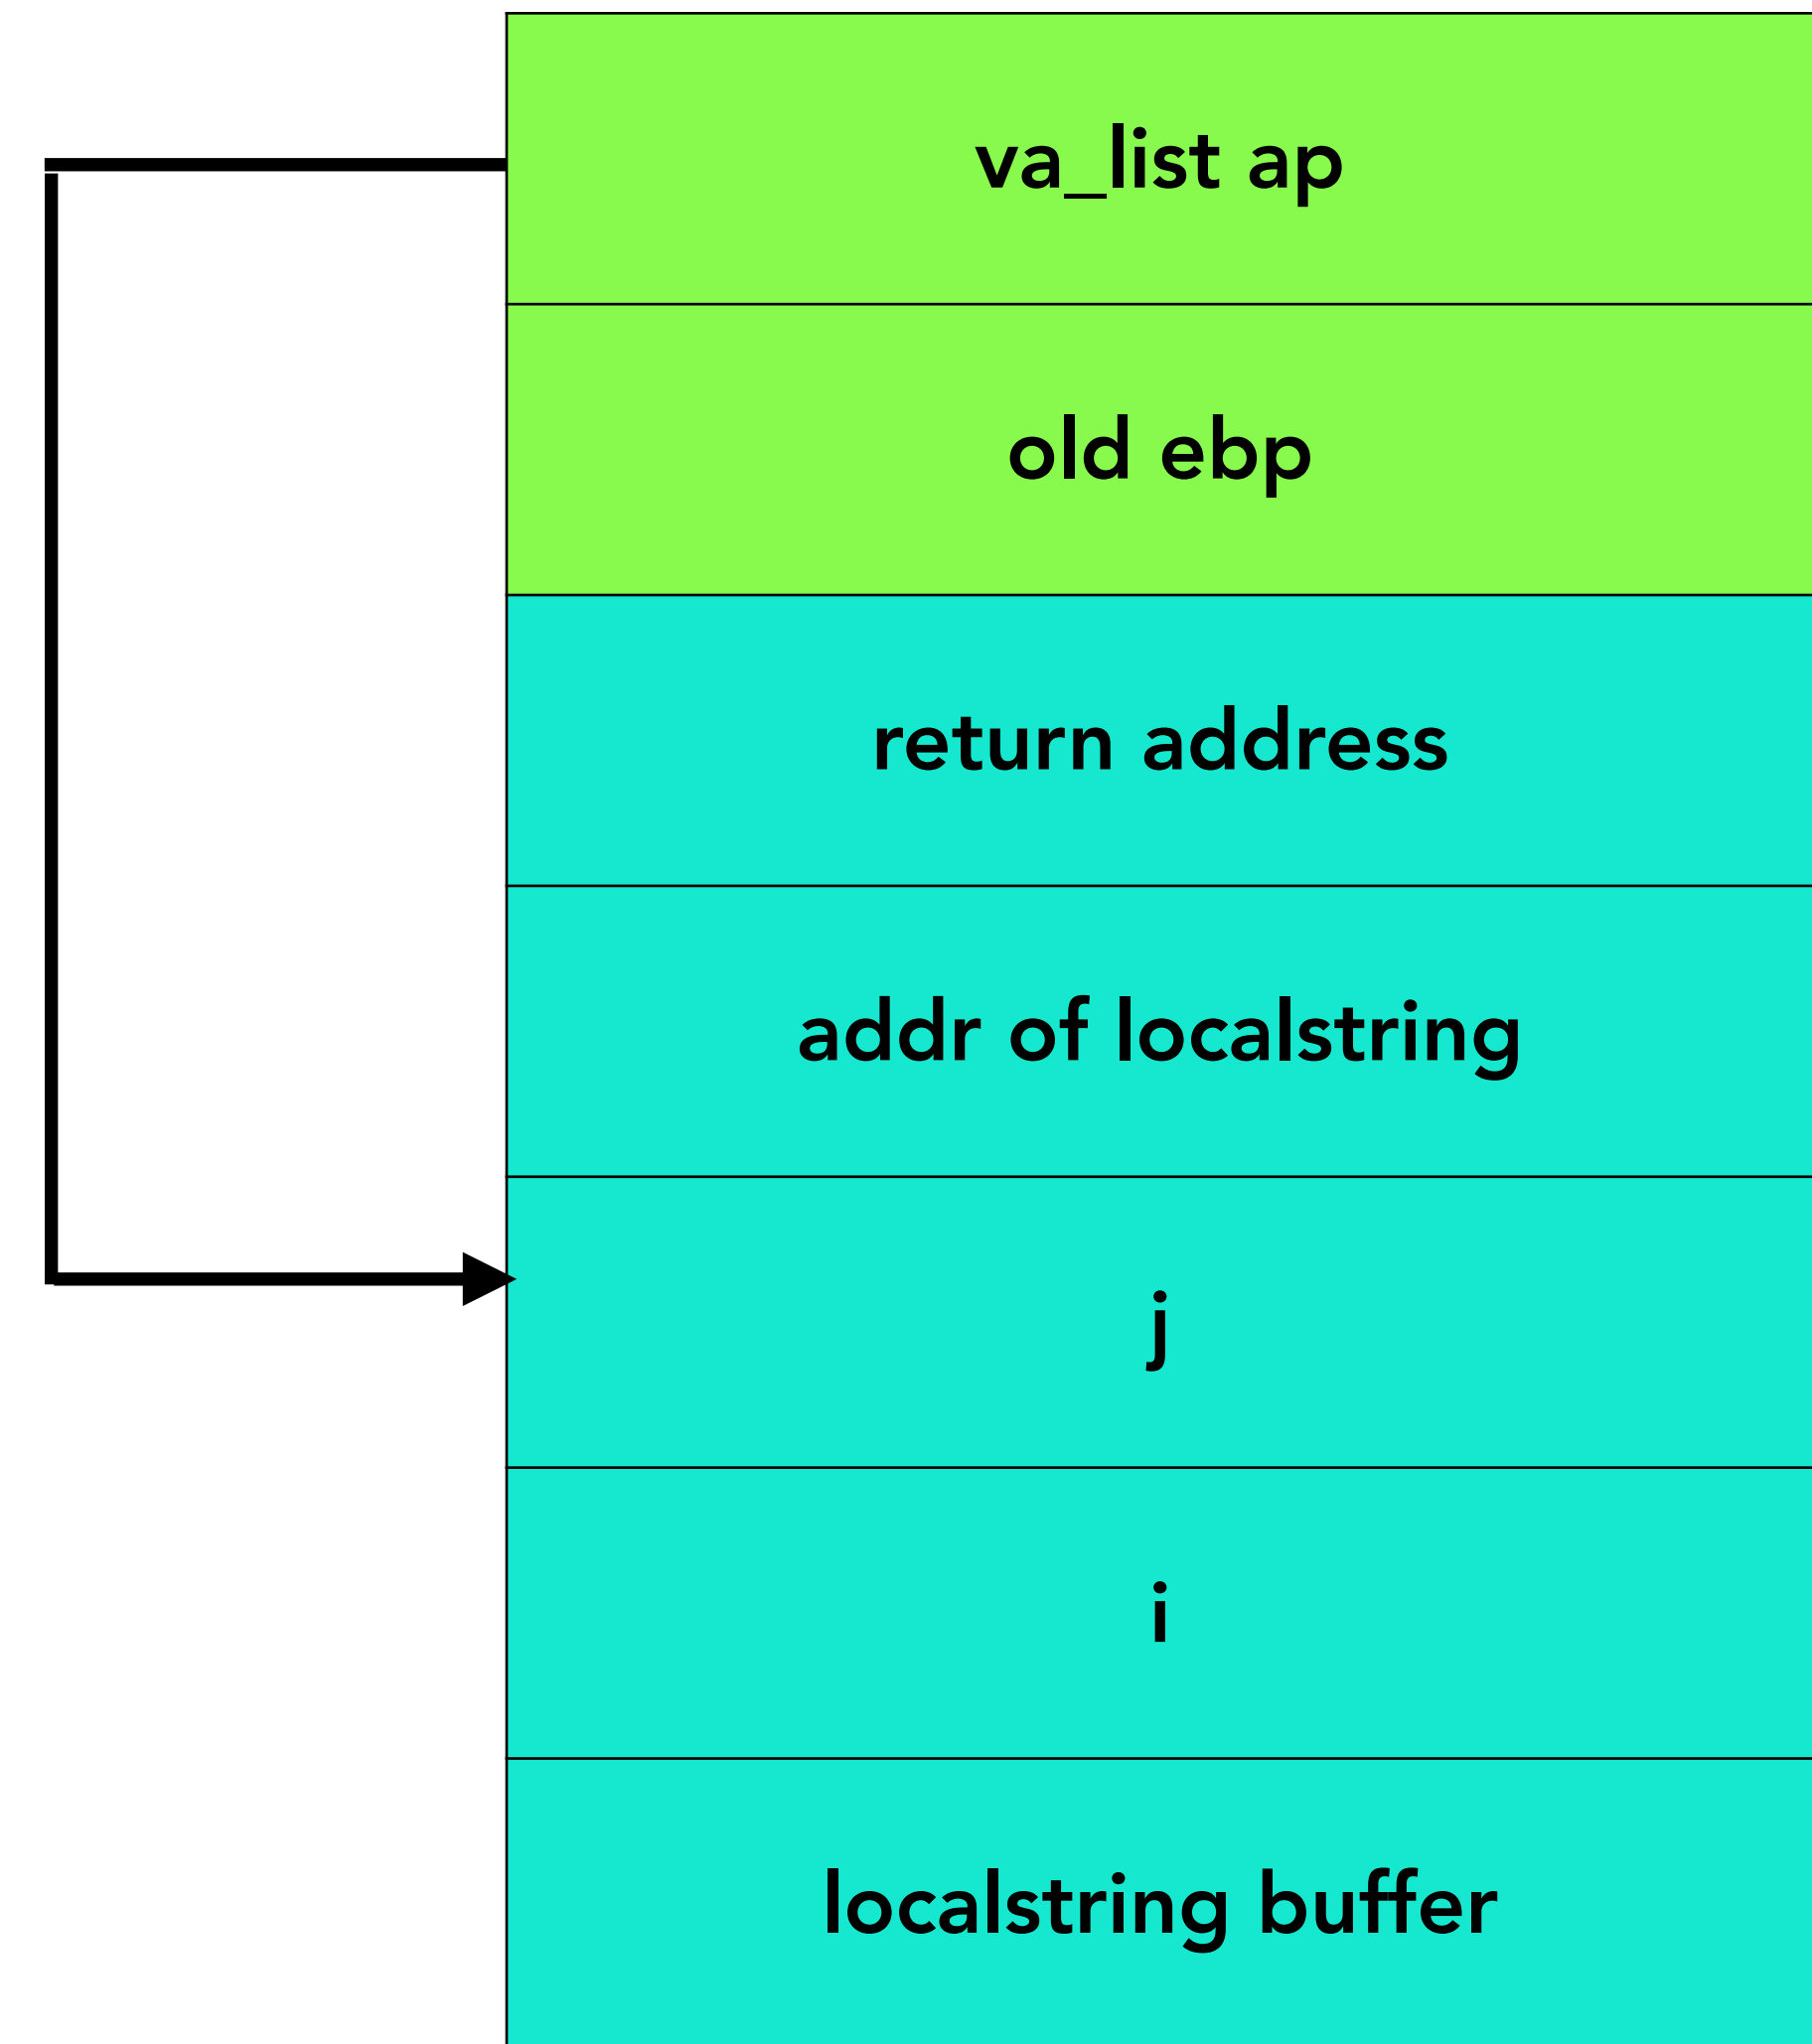 va_list ap
old ebp
return address
addr of localstring
j
i
localstring buffer